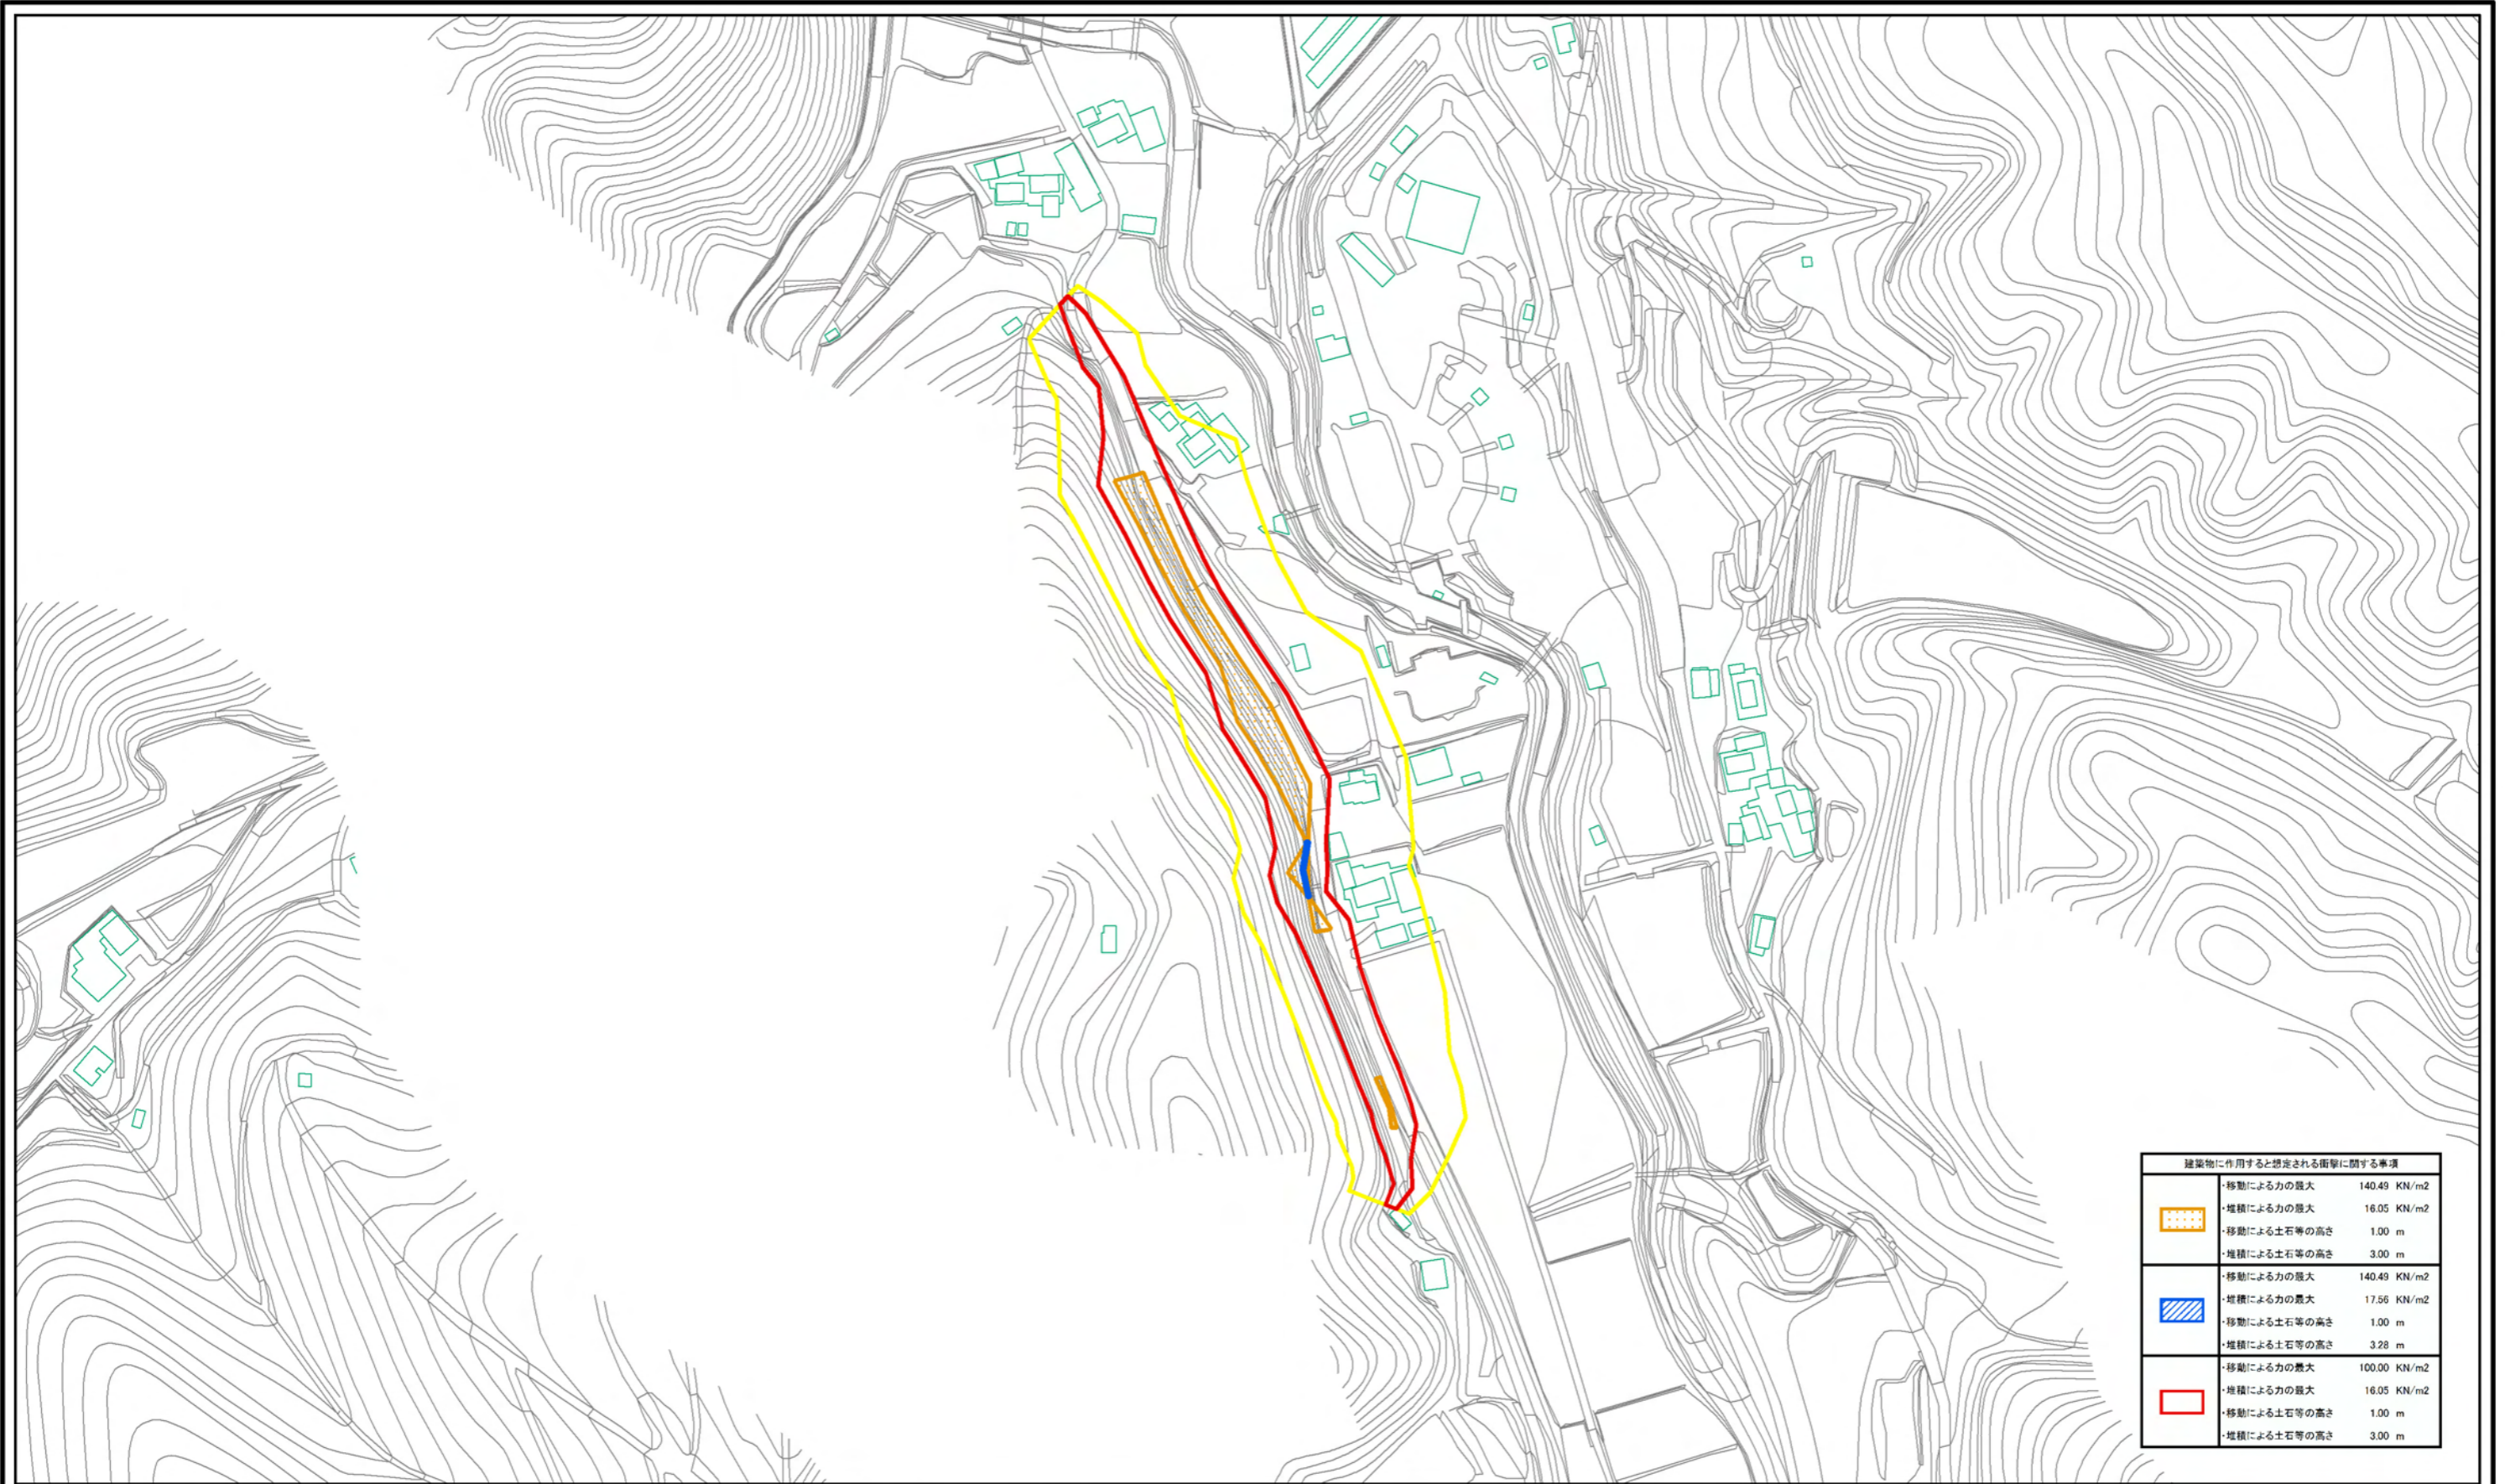 建築物に作用すると想定される衝撃に関する事項
・移動による力の最大 140.49 KN/m2
・堆積による力の最大 16.05 KN/m2
・移動による土石等の高さ 1.00 m
・堆積による土石等の高さ 3.00 m
・移動による力の最大 140.49 KN/m2
・堆積による力の最大 17.56 KN/m2
・移動による土石等の高さ 1.00 m
・堆積による土石等の高さ 3.28 m
・移動による力の最大 100.00 KN/m2
・堆積による力の最大 16.05 KN/m2
・移動による土石等の高さ 1.00 m
・堆積による土石等の高さ 3.00 m